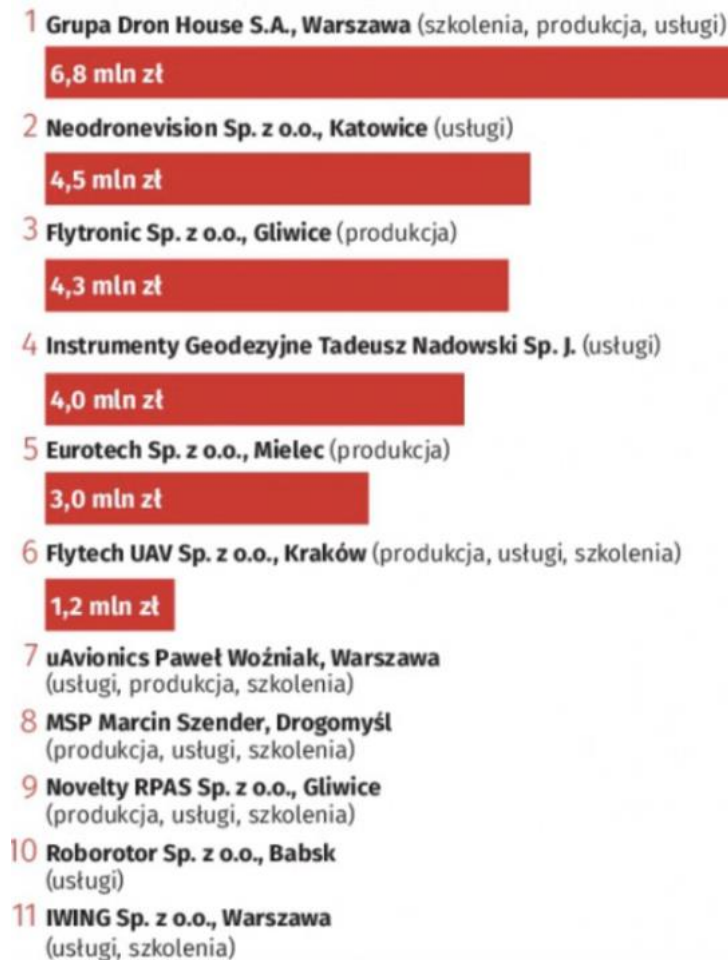 1 Grupa Dron House S.A., Warszawa (szkolenia, produkcja, usługi)
6,8 mln zł
2 Neodronevision Sp. z o.o., Katowice (usługi)
4,5 mln zł
3 Flytronic Sp. z o.o., Gliwice (produkcja)
4,3 mln zł
4 Instrumenty Geodezyjne Tadeusz Nadowski Sp. J. (usługi)
4,0 mln zł
5 Eurotech Sp. z o.o., Mielec (produkcja)
3,0 mln zł
6 Flytech UAV Sp. z o.o., Kraków (produkcja, usługi, szkolenia)
1,2 mln zł
7 uAvionics Paweł Woźniak, Warszawa
(usługi, produkcja, szkolenia)
8 MSP Marcin Szender, Drogomyśl
(produkcja, usługi, szkolenia)
9 Novelty RPAS Sp. z o.o., Gliwice
(produkcja, usługi, szkolenia)
10 Roborotor Sp. z o.o., Babsk
(usługi)
11 IWING Sp. z o.o., Warszawa
(usługi, szkolenia)